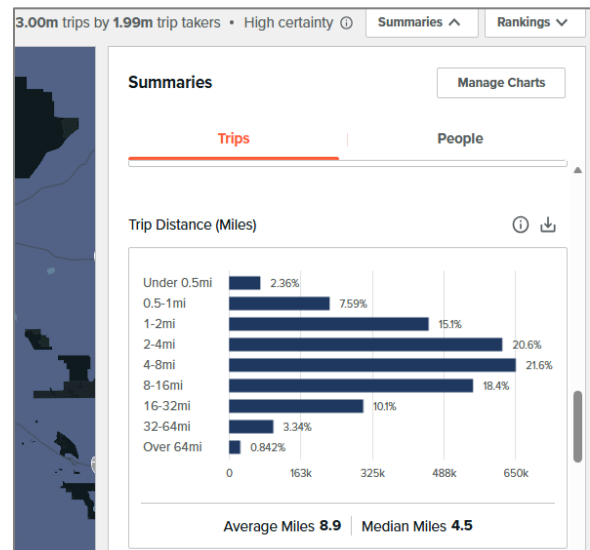 3.00m trips by 1.99m trip takers • High certainty
Summaries
Rankings
Summaries
Manage Charts
Trips
People
Trip Distance (Miles)
Under 0.5mi 2.36%
0.5-1mi 7.59%
1-2mi 15.1%
2-4mi 20.6%
4-8mi 21.6%
8-16mi 18.4%
16-32mi 10.1%
32-64mi 3.34%
Over 64mi 0.842%
0 163k 325k 488k 650k
Average Miles 8.9 Median Miles 4.5